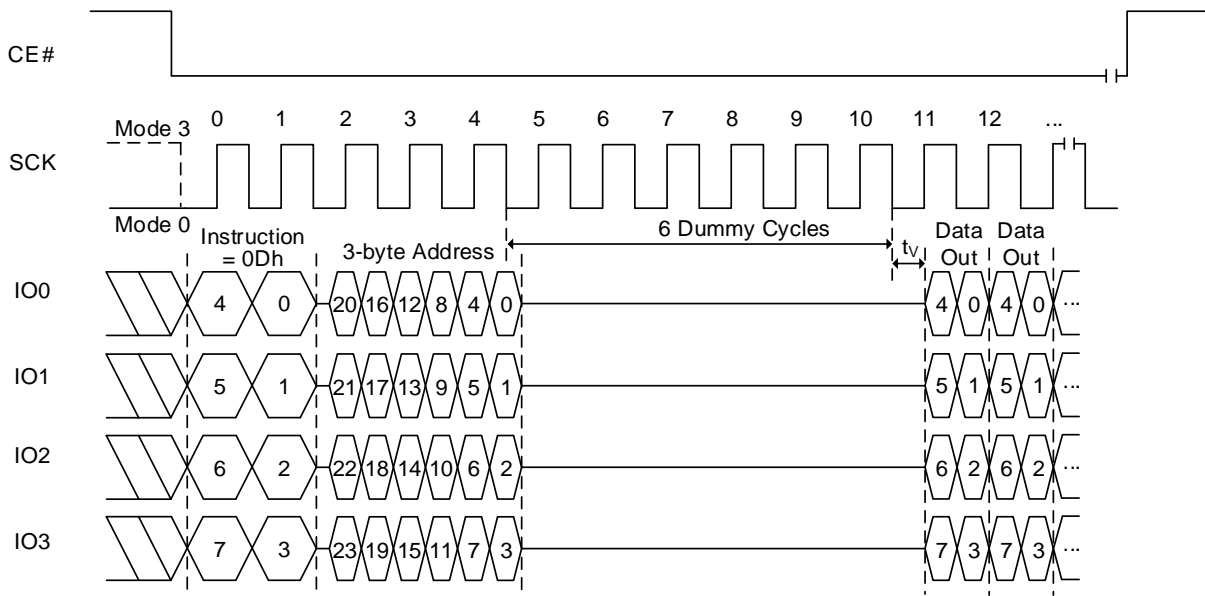 CE#
0 1 2 3 4 5 6 7 8 9 10 11 12 ...
Mode 3
SCK
Mode 0
Instruction
= 0Dh
3-byte Address
6 Dummy Cycles
tV
Data
Out
Data
Out
IO0 4 0 20 16 12 8 4 0 4 0 4 0 ...
IO1 5 1 21 17 13 9 5 1 5 1 5 1 ...
IO2 6 2 22 18 14 10 6 2 6 2 6 2 ...
IO3 7 3 23 19 15 11 7 3 7 3 7 3 ...